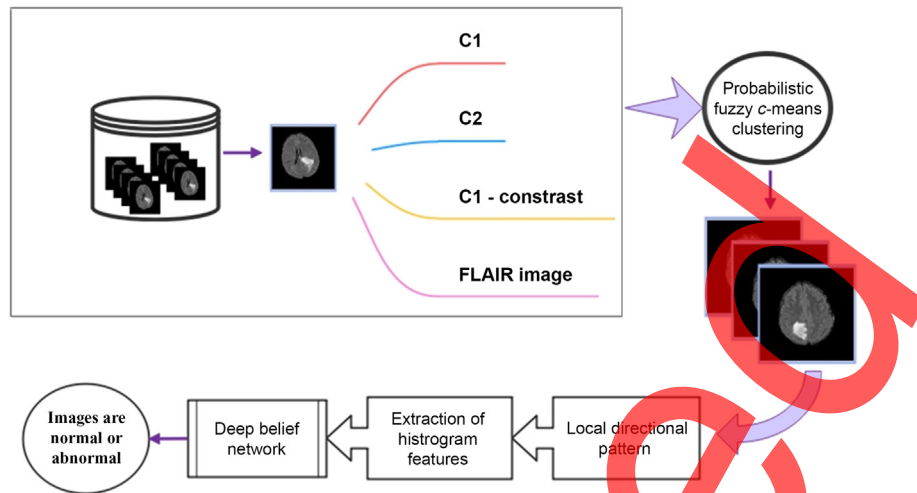 C1
C2
C1 - constrast
FLAIR image
Probabilistic
fuzzy c-means
clustering
Local directional
pattern
Extraction of
histrogram
features
Deep belief
network
Images are
normal or
abnormal